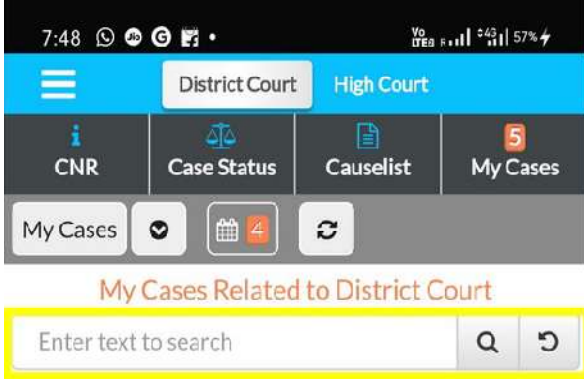 7:48 57%
District Court High Court
CNR Case Status Causelist 5 My Cases
My Cases 4
My Cases Related to District Court
Enter text to search